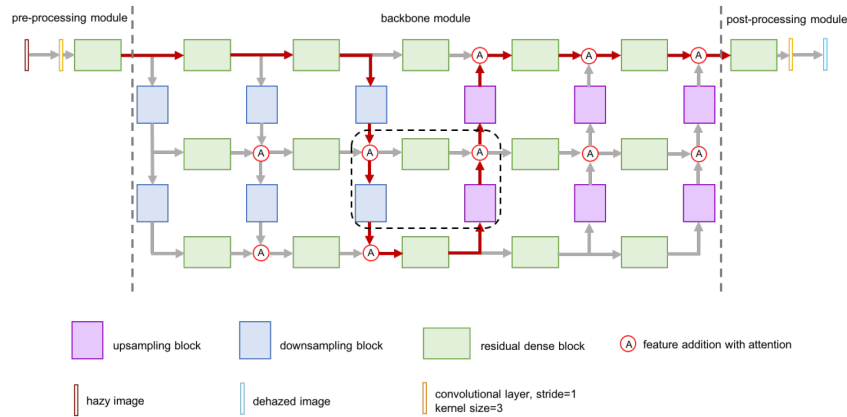 pre-processing module
backbone module
post-processing module
A
A
A
A
A
A
A
A
A
A
upsampling block
downsampling block
residual dense block
A
feature addition with attention
hazy image
dehazed image
convolutional layer, stride=1
kernel size=3